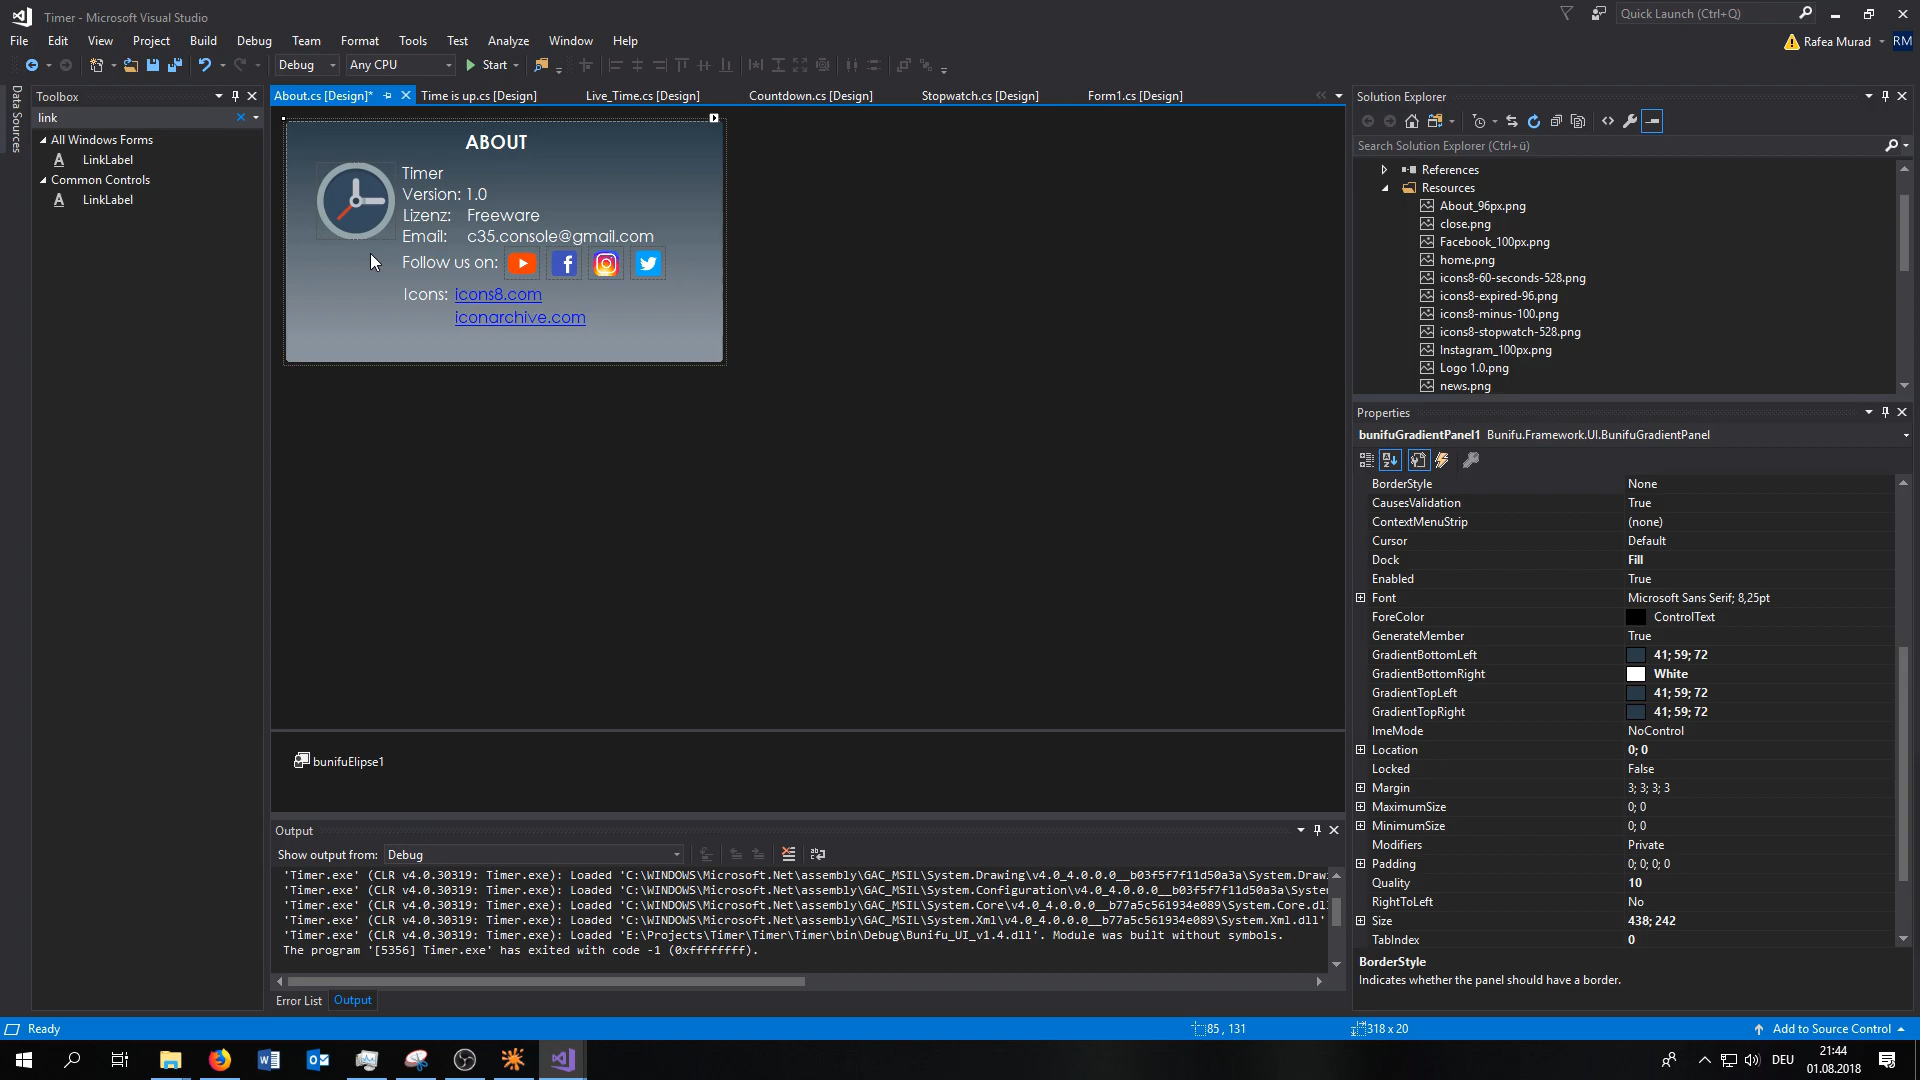 Timer - Microsoft Visual Studio
Quick Launch (Ctrl+Q)
File Edit View Project Build Debug Team Format Tools Test Analyze Window Help
Rafea Murad RM
Debug Any CPU Start
Data Sources
Toolbox
link
All Windows Forms
A LinkLabel
Common Controls
A LinkLabel
About.cs [Design]* Time is up.cs [Design] Live_Time.cs [Design] Countdown.cs [Design] Stopwatch.cs [Design] Form1.cs [Design]
ABOUT
Timer
Version: 1.0
Lizenz: Freeware
Email: c35.console@gmail.com
Follow us on:
Icons: icons8.com
iconarchive.com
bunifuElipse1
Output
Show output from: Debug
'Timer.exe' (CLR v4.0.30319: Timer.exe): Loaded 'C:\WINDOWS\Microsoft.Net\assembly\GAC_MSIL\System.Drawing\v4.0_4.0.0.0__b03f5f7f11d50a3a\System.Draw
'Timer.exe' (CLR v4.0.30319: Timer.exe): Loaded 'C:\WINDOWS\Microsoft.Net\assembly\GAC_MSIL\System.Configuration\v4.0_4.0.0.0__b03f5f7f11d50a3a\System
'Timer.exe' (CLR v4.0.30319: Timer.exe): Loaded 'C:\WINDOWS\Microsoft.Net\assembly\GAC_MSIL\System.Core\v4.0_4.0.0.0__b77a5c561934e089\System.Core.dl
'Timer.exe' (CLR v4.0.30319: Timer.exe): Loaded 'C:\WINDOWS\Microsoft.Net\assembly\GAC_MSIL\System.Xml\v4.0_4.0.0.0__b77a5c561934e089\System.Xml.dll'
'Timer.exe' (CLR v4.0.30319: Timer.exe): Loaded 'E:\Projects\Timer\Timer\Timer\bin\Debug\Bunifu_UI_v1.4.dll'. Module was built without symbols.
The program '[5356] Timer.exe' has exited with code -1 (0xffffffff).
Error List Output
Solution Explorer
Search Solution Explorer (Ctrl+ü)
References
Resources
About_96px.png
close.png
Facebook_100px.png
home.png
icons8-60-seconds-528.png
icons8-expired-96.png
icons8-minus-100.png
icons8-stopwatch-528.png
Instagram_100px.png
Logo 1.0.png
news.png
Properties
bunifuGradientPanel1 Bunifu.Framework.UI.BunifuGradientPanel
BorderStyle None
CausesValidation True
ContextMenuStrip (none)
Cursor Default
Dock Fill
Enabled True
Font Microsoft Sans Serif; 8,25pt
ForeColor ControlText
GenerateMember True
GradientBottomLeft 41; 59; 72
GradientBottomRight White
GradientTopLeft 41; 59; 72
GradientTopRight 41; 59; 72
ImeMode NoControl
Location 0; 0
Locked False
Margin 3; 3; 3; 3
MaximumSize 0; 0
MinimumSize 0; 0
Modifiers Private
Padding 0; 0; 0; 0
Quality 10
RightToLeft No
Size 438; 242
TabIndex 0
BorderStyle
Indicates whether the panel should have a border.
Ready 85 , 131 318 x 20 Add to Source Control
DEU 21:44
01.08.2018